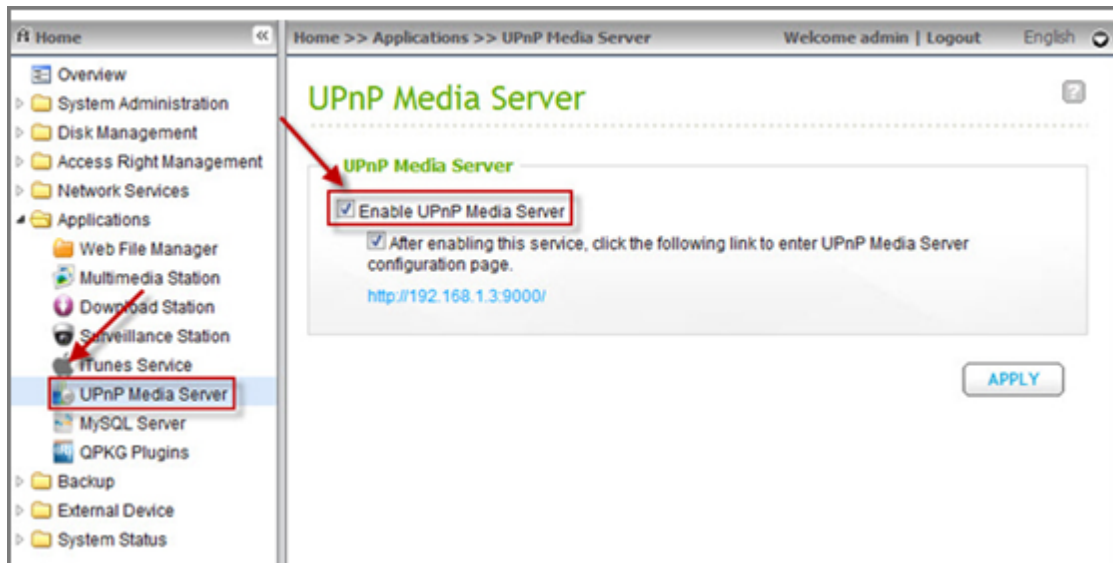 Home
Overview
System Administration
Disk Management
Access Right Management
Network Services
Applications
Web File Manager
Multimedia Station
Download Station
Surveillance Station
iTunes Service
UPnP Media Server
MySQL Server
QPKG Plugins
Backup
External Device
System Status
Home >> Applications >> UPnP Media Server
Welcome admin | Logout
English
UPnP Media Server
UPnP Media Server
Enable UPnP Media Server
After enabling this service, click the following link to enter UPnP Media Server
configuration page.
http://192.168.1.3:9000/
APPLY